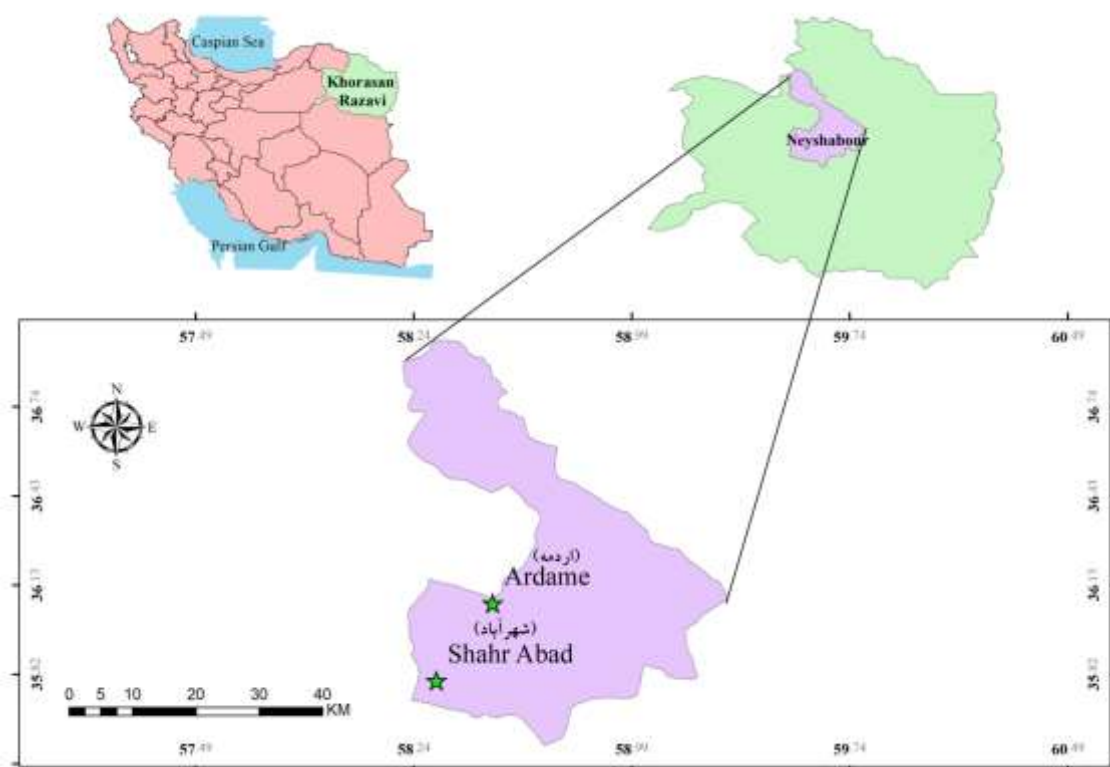 Caspian Sea
Khorasan
Razavi
Persian Gulf
Neyshabour
57.49 58.24 58.99 59.74 60.49
36.74 36.74
N
W E
S
36.43 36.43
(اردمه)
Ardame
36.13 36.13
(شهرآباد)
Shahr Abad
35.82 35.82
0 5 10 20 30 40
KM
57.49 58.24 58.99 59.74 60.49